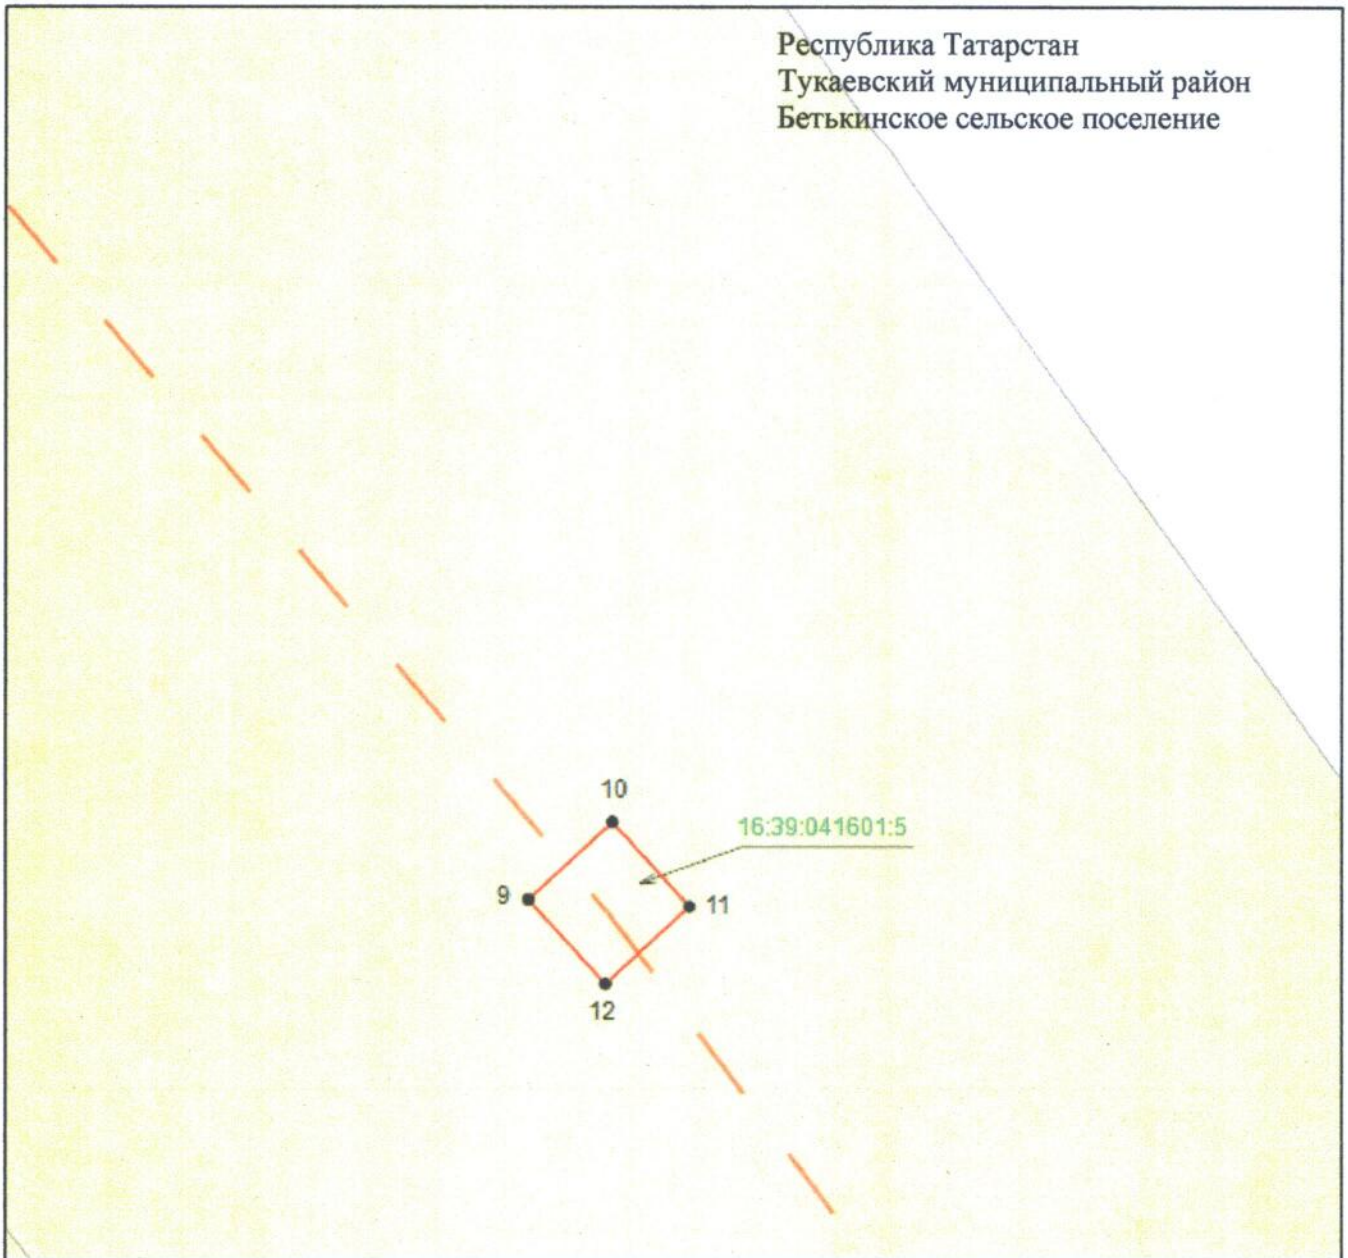 Республика Татарстан
Тукаевский муниципальный район
Бетькинское сельское поселение
10
16:39:041601:5
9
11
12